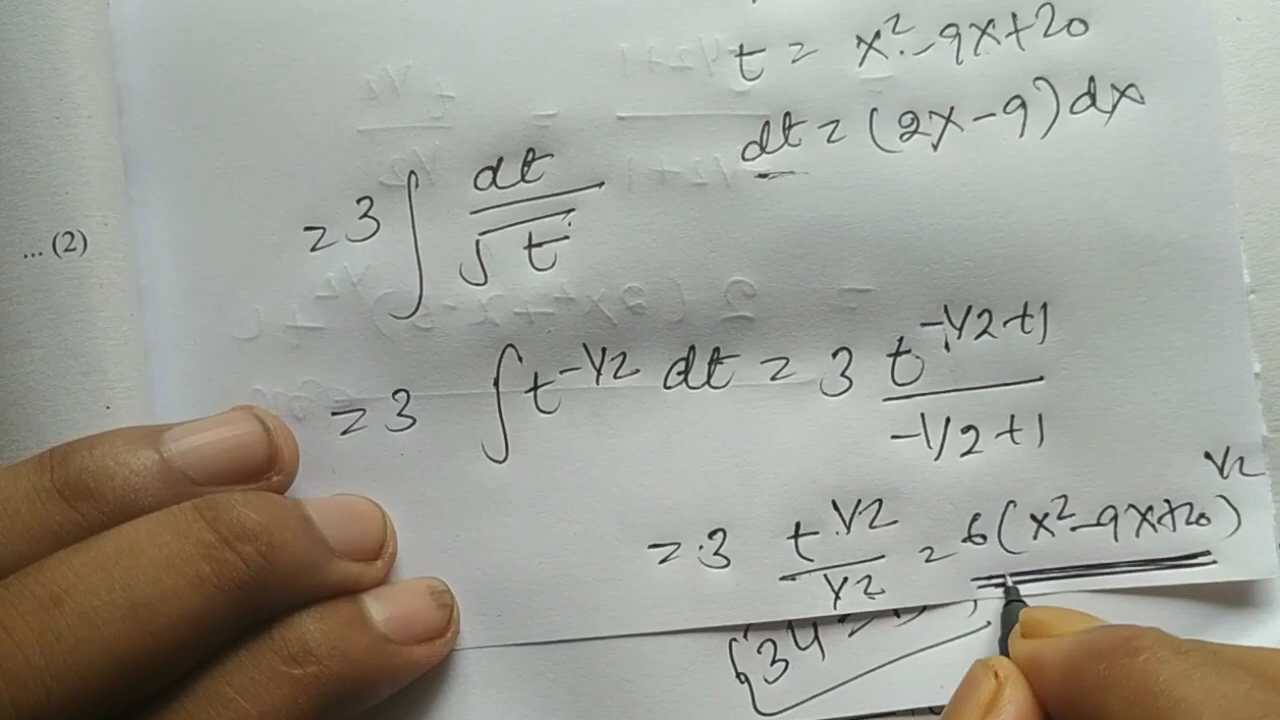 t = x²-9x+20
dt = (2x-9)dx
= 3 ∫ dt/√t
... (2)
= 3 ∫ t^-1/2 dt = 3 t^-1/2+1 / -1/2+1
= 3 t^1/2 / 1/2 = 6(x²-9x+20)^1/2